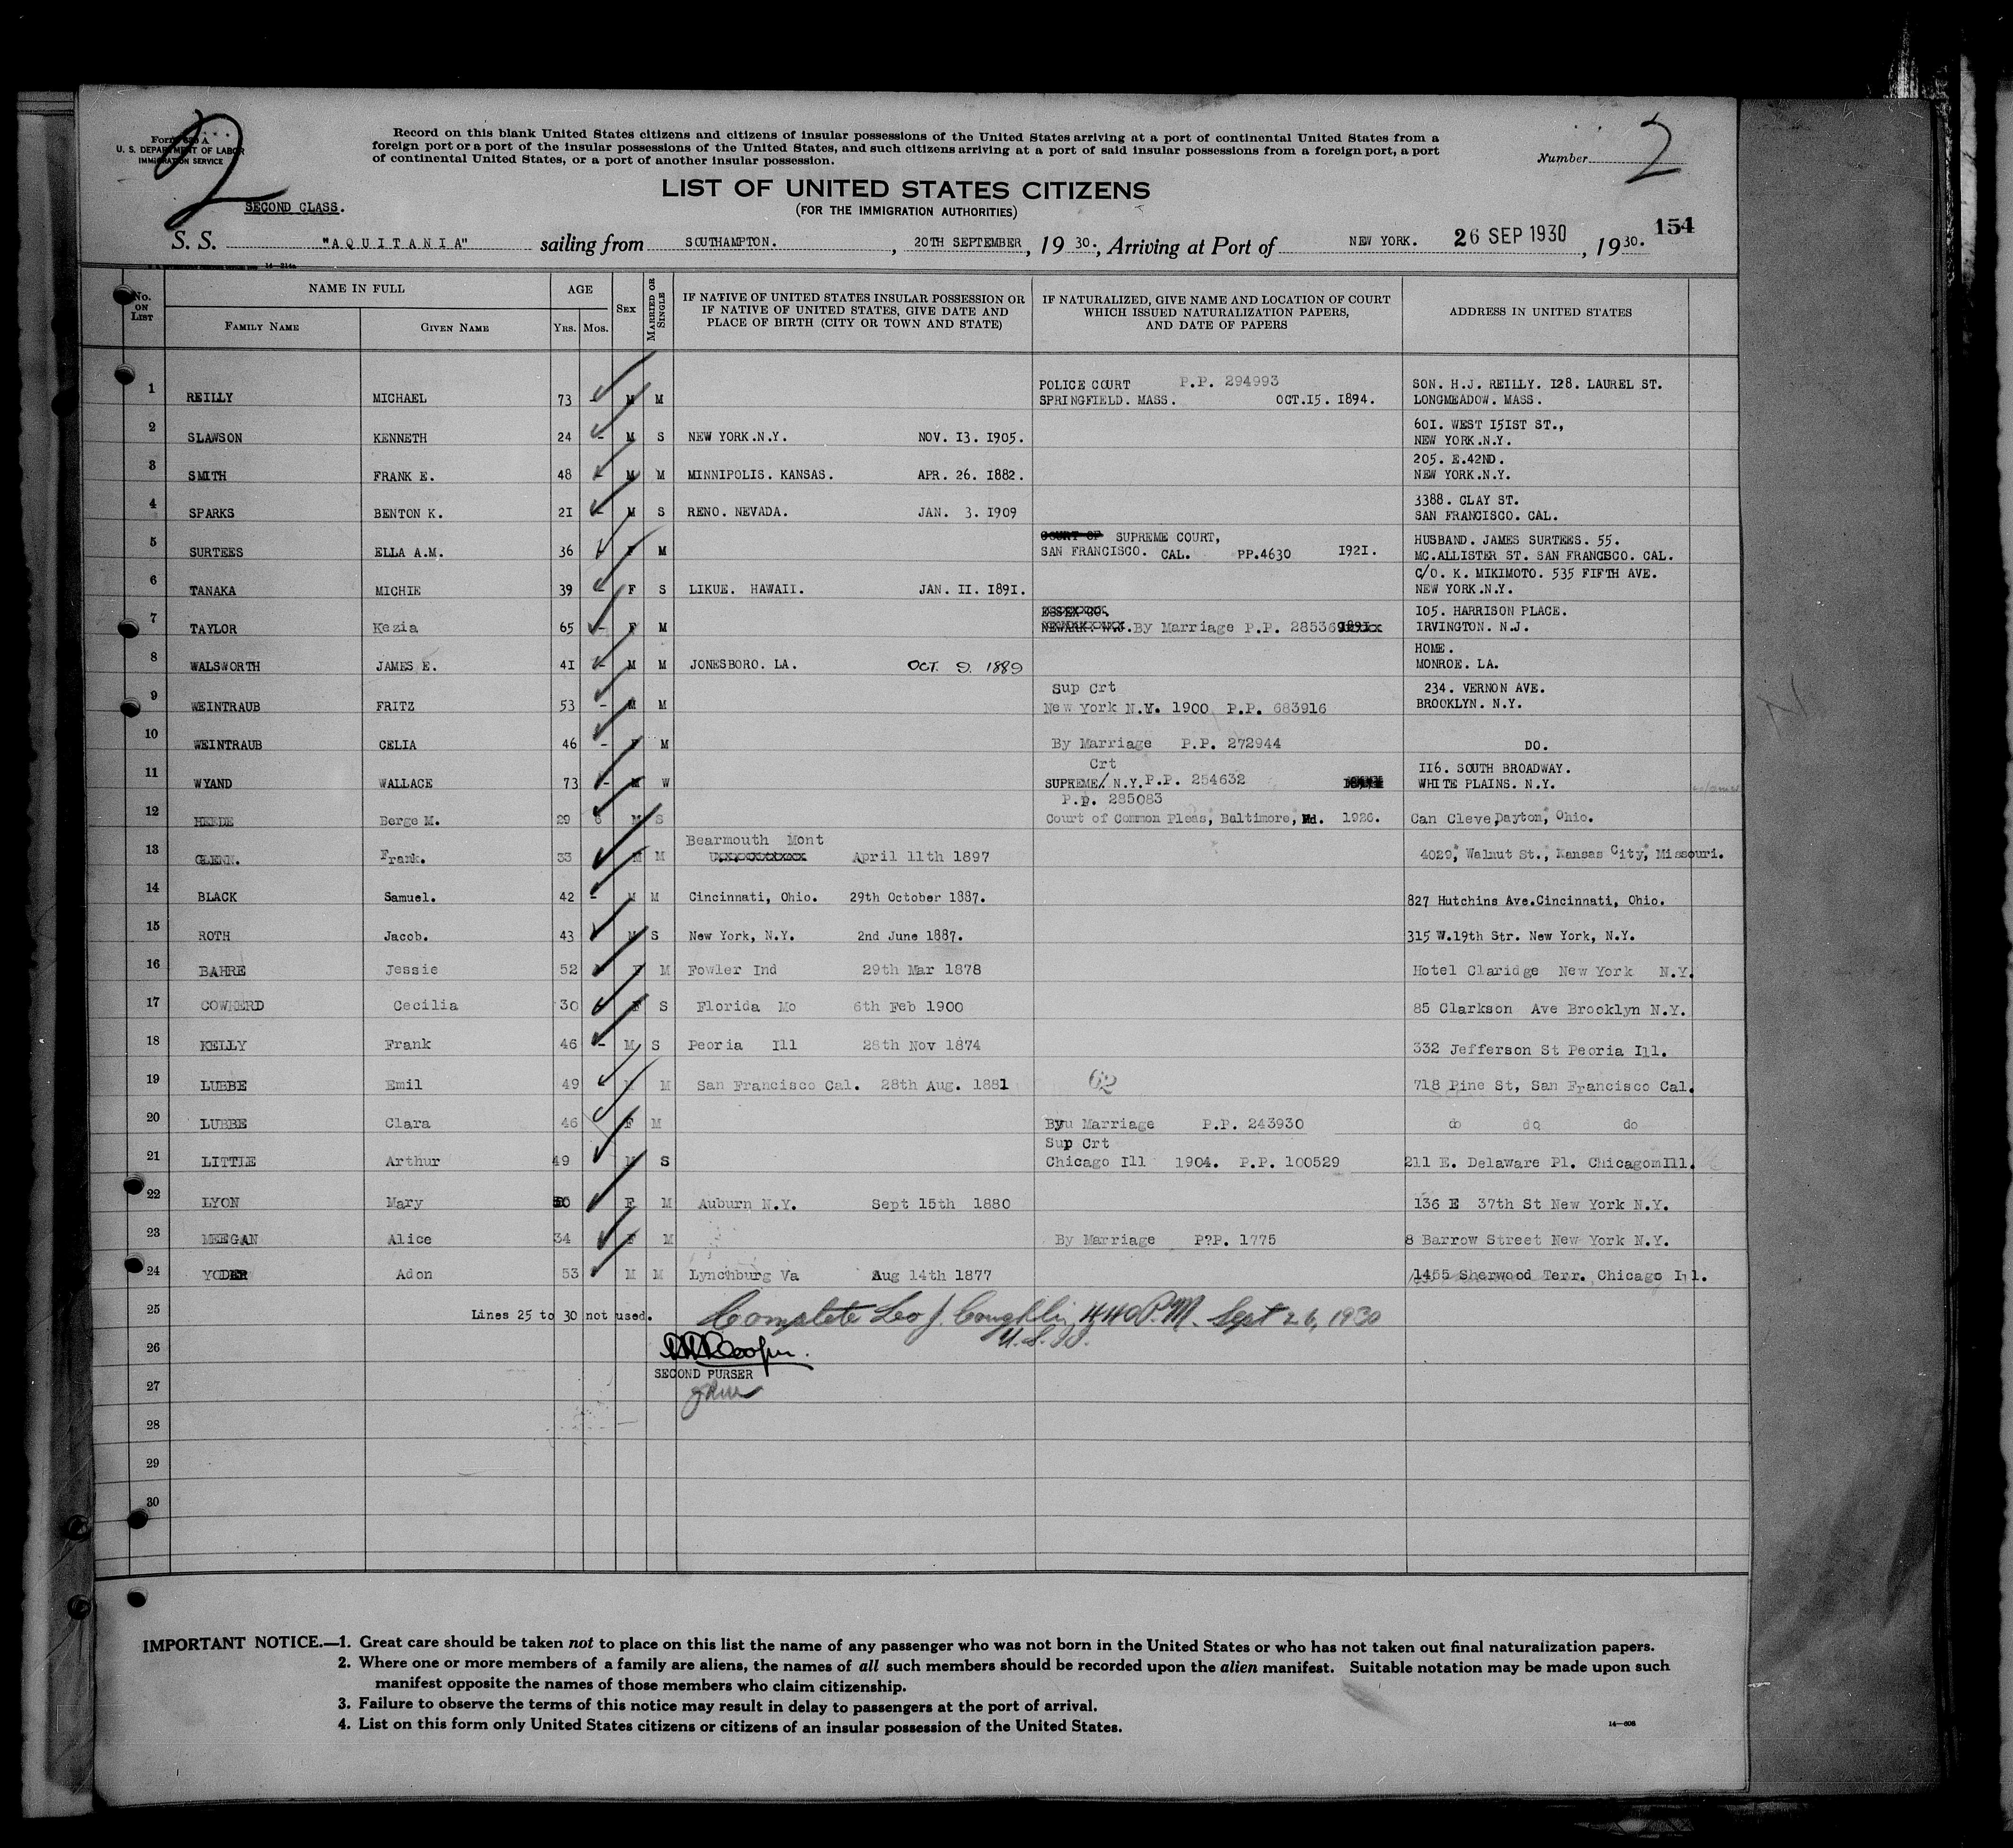 Form 630 A
U. S. DEPARTMENT OF LABOR
IMMIGRATION SERVICE
2
SECOND CLASS.
Record on this blank United States citizens and citizens of insular possessions of the United States arriving at a port of continental United States from a
foreign port or a port of the insular possessions of the United States, and such citizens arriving at a port of said insular possessions from a foreign port, a port
of continental United States, or a port of another insular possession.
Number 2
LIST OF UNITED STATES CITIZENS
(FOR THE IMMIGRATION AUTHORITIES)
154
S. S. "AQUITANIA" sailing from SOUTHAMPTON. , 20TH SEPTEMBER , 19 30. , Arriving at Port of NEW YORK. 26 SEP 1930 , 19 30.
14—214a
No. ON LIST
NAME IN FULL
FAMILY NAME
GIVEN NAME
AGE
YRS. MOS.
SEX
MARRIED OR SINGLE
IF NATIVE OF UNITED STATES INSULAR POSSESSION OR
IF NATIVE OF UNITED STATES, GIVE DATE AND
PLACE OF BIRTH (CITY OR TOWN AND STATE)
IF NATURALIZED, GIVE NAME AND LOCATION OF COURT
WHICH ISSUED NATURALIZATION PAPERS,
AND DATE OF PAPERS
ADDRESS IN UNITED STATES
1 REILLY MICHAEL 73 - M M POLICE COURT P.P. 294993 SON. H.J. REILLY. 128. LAUREL ST.
SPRINGFIELD. MASS. OCT.15. 1894. LONGMEADOW. MASS.
2 SLAWSON KENNETH 24 - M S NEW YORK.N.Y. NOV. 13. 1905. 601. WEST 151ST ST.,
NEW YORK.N.Y.
3 SMITH FRANK E. 48 - M M MINNIPOLIS. KANSAS. APR. 26. 1882. 205. E.42ND.
NEW YORK.N.Y.
4 SPARKS BENTON K. 21 - M S RENO. NEVADA. JAN. 3. 1909 3388. CLAY ST.
SAN FRANCISCO. CAL.
5 SURTEES ELLA A.M. 36 F M COURT OF SUPREME COURT, HUSBAND. JAMES SURTEES. 55.
SAN FRANCISCO. CAL. PP.4630 1921. MC.ALLISTER ST. SAN FRANCISCO. CAL.
6 TANAKA MICHIE 39 - F S LIKUE. HAWAII. JAN. 11. 1891. C/O. K. MIKIMOTO. 535 FIFTH AVE.
NEW YORK.N.Y.
7 TAYLOR Kezia 65 - F M ESSEX CO. 105. HARRISON PLACE.
NEWARK. N.J. By Marriage P.P. 285369 1891. IRVINGTON. N.J.
8 WALSWORTH JAMES E. 41 - M M JONESBORO. LA. OCT. 9. 1889 HOME.
MONROE. LA.
9 WEINTRAUB FRITZ 53 - M M Sup Crt 234. VERNON AVE.
New York N.Y. 1900 P.P. 683916 BROOKLYN. N.Y.
10 WEINTRAUB CELIA 46 - F M By Marriage P.P. 272944 DO.
11 WYAND WALLACE 73 - M W Crt 116. SOUTH BROADWAY.
SUPREME/ N.Y. P.P. 254632 WHITE PLAINS. N.Y.
12 HEEDE Berge M. 29 6 M S P.P. 285083
Court of Common Pleas, Baltimore, Md. 1926. Can Cleve, Dayton, Ohio.
13 GLENN. Frank. 33 M M Bearmouth Mont
April 11th 1897 4029, Walnut St., Kansas City, Missouri.
14 BLACK Samuel. 42 - M M Cincinnati, Ohio. 29th October 1887. 827 Hutchins Ave.Cincinnati, Ohio.
15 ROTH Jacob. 43 M S New York, N.Y. 2nd June 1887. 315 W.19th Str. New York, N.Y.
16 BAHRE Jessie 52 F M Fowler Ind 29th Mar 1878 Hotel Claridge New York N.Y.
17 COWHERD Cecilia 30 - F S Florida Mo 6th Feb 1900 85 Clarkson Ave Brooklyn N.Y.
18 KELLY Frank 46 - M S Peoria Ill 28th Nov 1874 332 Jefferson St Peoria Ill.
19 LUBBE Emil 49 M M San Francisco Cal. 28th Aug. 1881 62 718 Pine St, San Francisco Cal.
20 LUBBE Clara 46 F M Byu Marriage P.P. 243930 do do do
21 LITTLE Arthur 49 M S Sup Crt
Chicago Ill 1904. P.P. 100529 211 E. Delaware Pl. ChicagomIll.
22 LYON Mary 50 F M Auburn N.Y. Sept 15th 1880 136 E 37th St New York N.Y.
23 MEEGAN Alice 34 F M By Marriage P?P. 1775 8 Barrow Street New York N.Y.
24 YODER Adon 53 M M Lynchburg Va Aug 14th 1877 1455 Sherwood Terr. Chicago Ill.
25 Lines 25 to 30 not used. Complete Leo J. Coughlin 4:40 P.M. Sept 26, 1930
26 Cooper.
SECOND PURSER
27
28
29
30
IMPORTANT NOTICE.—1. Great care should be taken not to place on this list the name of any passenger who was not born in the United States or who has not taken out final naturalization papers.
2. Where one or more members of a family are aliens, the names of all such members should be recorded upon the alien manifest. Suitable notation may be made upon such
manifest opposite the names of those members who claim citizenship.
3. Failure to observe the terms of this notice may result in delay to passengers at the port of arrival.
4. List on this form only United States citizens or citizens of an insular possession of the United States.
14—608